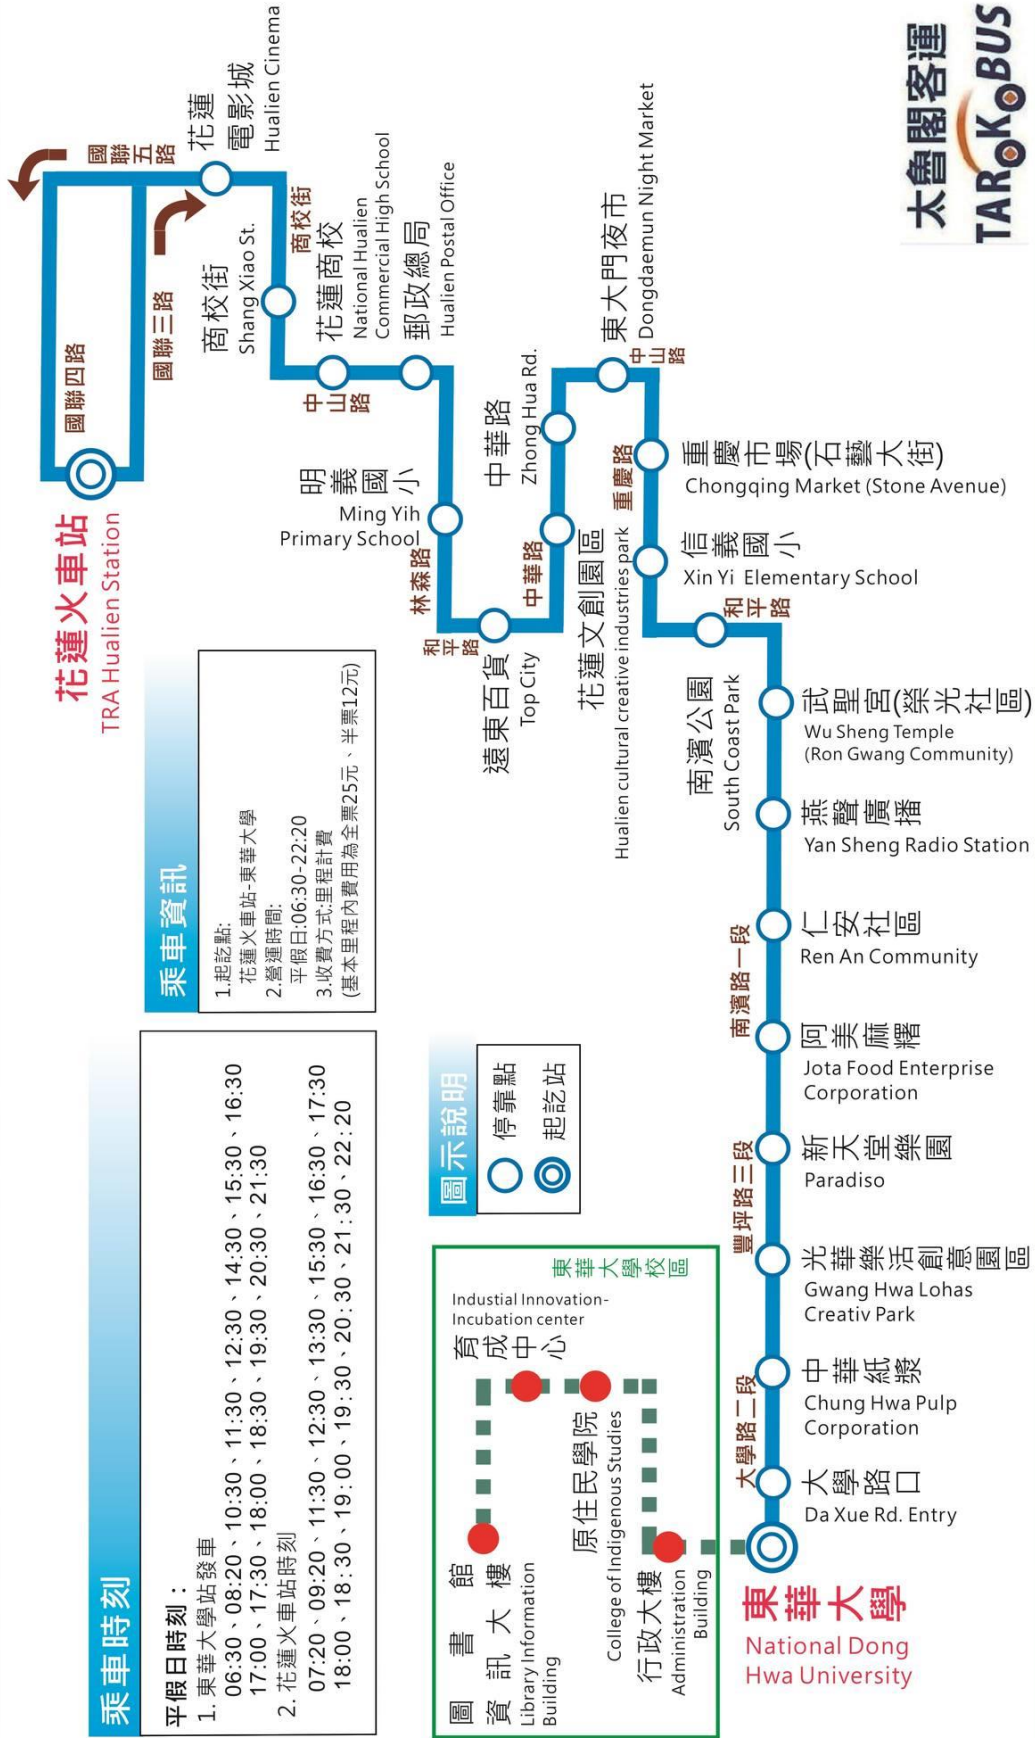 太魯閣客運
TAROKO BUS
花蓮火車站
TRA Hualien Station
國聯四路
國聯五路
國聯三路
花蓮
電影城
Hualien Cinema
商校街
Shang Xiao St.
商校街
花蓮商校
National Hualien
Commercial High School
中山路
郵政總局
Hualien Postal Office
明義國小
Ming Yih
Primary School
林森路
和平路
遠東百貨
Top City
中華路
花蓮文創園區
Hualien cultural creative industries park
中華路
Zhong Hua Rd.
東大門夜市
Dongdaemun Night Market
中山路
重慶路
重慶市場(石藝大街)
Chongqing Market (Stone Avenue)
信義國小
Xin Yi Elementary School
和平路
南濱公園
South Coast Park
武聖宮(榮光社區)
Wu Sheng Temple
(Ron Gwang Community)
燕聲廣播
Yan Sheng Radio Station
仁安社區
Ren An Community
南濱路一段
阿美麻糬
Jota Food Enterprise
Corporation
新天堂樂園
Paradiso
豐坪路三段
光華樂活創意園區
Gwang Hwa Lohas
Creativ Park
中華紙漿
Chung Hwa Pulp
Corporation
大學路二段
大學路口
Da Xue Rd. Entry
東華大學
National Dong
Hwa University
乘車時刻
平假日時刻：
1. 東華大學站發車
06:30、08:20、10:30、11:30、12:30、14:30、15:30、16:30
17:00、17:30、18:00、18:30、19:30、20:30、21:30
2. 花蓮火車站時刻
07:20、09:20、11:30、12:30、13:30、15:30、16:30、17:30
18:00、18:30、19:00、19:30、20:30、21:30、22:20
乘車資訊
1.起訖點:
花蓮火車站-東華大學
2.營運時間:
平假日:06:30-22:20
3.收費方式:里程計費
(基本里程內費用為全票25元、半票12元)
圖示說明
停靠點
起訖站
東華大學校區
圖書館
資訊大樓
Library Information
Building
育成中心
Industial Innovation-
Incubation center
原住民學院
College of Indigenous Studies
行政大樓
Administration
Building